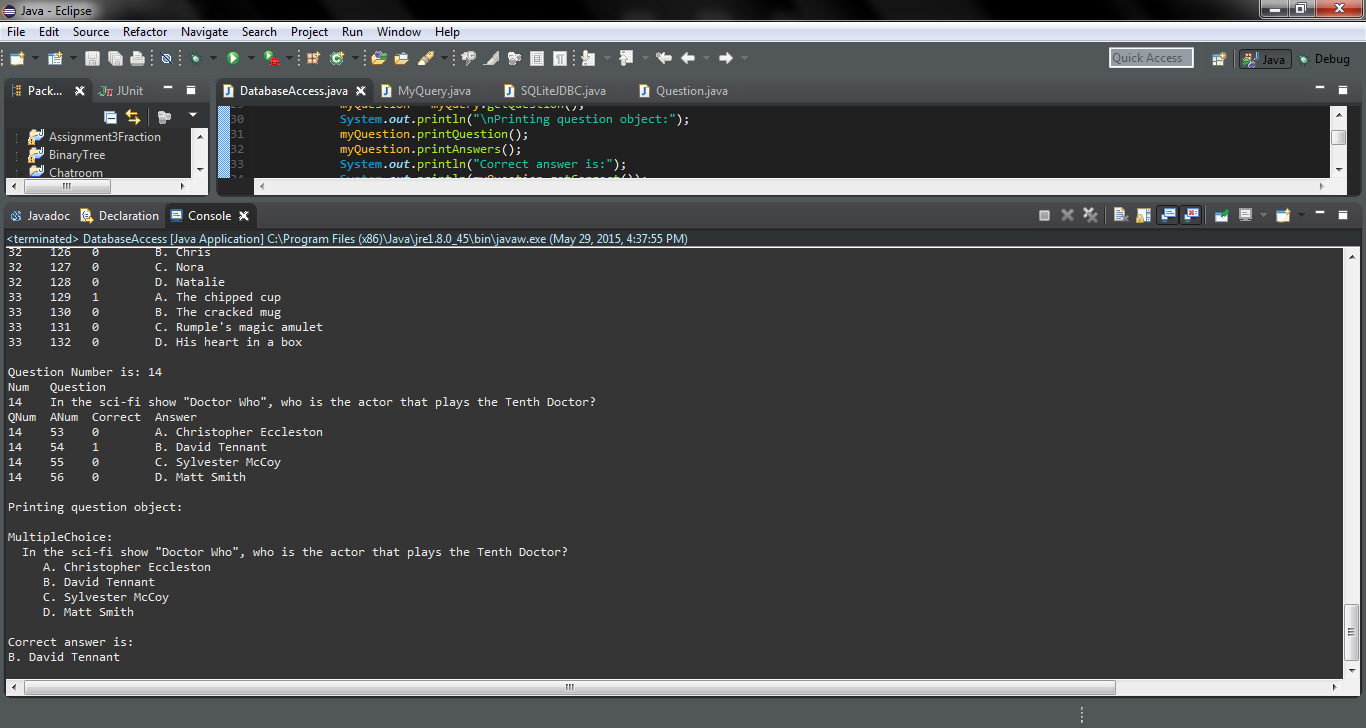 Java - Eclipse
File Edit Source Refactor Navigate Search Project Run Window Help
Quick Access Java Debug
Pack... JUnit DatabaseAccess.java MyQuery.java SQLiteJDBC.java Question.java
Assignment3Fraction
BinaryTree
Chatroom
myQuestion = myQuery.getQuestion();
30 System.out.println("\nPrinting question object:");
31 myQuestion.printQuestion();
32 myQuestion.printAnswers();
33 System.out.println("Correct answer is:");
Javadoc Declaration Console
<terminated> DatabaseAccess [Java Application] C:\Program Files (x86)\Java\jre1.8.0_45\bin\javaw.exe (May 29, 2015, 4:37:55 PM)
32 126 0 B. Chris
32 127 0 C. Nora
32 128 0 D. Natalie
33 129 1 A. The chipped cup
33 130 0 B. The cracked mug
33 131 0 C. Rumple's magic amulet
33 132 0 D. His heart in a box
Question Number is: 14
Num Question
14 In the sci-fi show "Doctor Who", who is the actor that plays the Tenth Doctor?
QNum ANum Correct Answer
14 53 0 A. Christopher Eccleston
14 54 1 B. David Tennant
14 55 0 C. Sylvester McCoy
14 56 0 D. Matt Smith
Printing question object:
MultipleChoice:
In the sci-fi show "Doctor Who", who is the actor that plays the Tenth Doctor?
A. Christopher Eccleston
B. David Tennant
C. Sylvester McCoy
D. Matt Smith
Correct answer is:
B. David Tennant